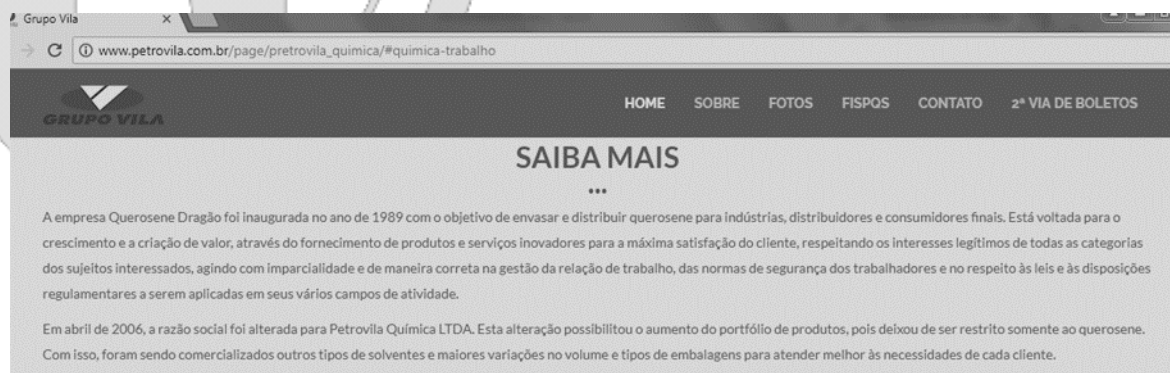 Grupo Vila
www.petrovila.com.br/page/pretrovila_quimica/#quimica-trabalho
GRUPO VILA
HOME SOBRE FOTOS FISPQS CONTATO 2ª VIA DE BOLETOS
SAIBA MAIS
A empresa Querosene Dragão foi inaugurada no ano de 1989 com o objetivo de envasar e distribuir querosene para indústrias, distribuidores e consumidores finais. Está voltada para o
crescimento e a criação de valor, através do fornecimento de produtos e serviços inovadores para a máxima satisfação do cliente, respeitando os interesses legítimos de todas as categorias
dos sujeitos interessados, agindo com imparcialidade e de maneira correta na gestão da relação de trabalho, das normas de segurança dos trabalhadores e no respeito às leis e às disposições
regulamentares a serem aplicadas em seus vários campos de atividade.
Em abril de 2006, a razão social foi alterada para Petrovila Química LTDA. Esta alteração possibilitou o aumento do portfólio de produtos, pois deixou de ser restrito somente ao querosene.
Com isso, foram sendo comercializados outros tipos de solventes e maiores variações no volume e tipos de embalagens para atender melhor às necessidades de cada cliente.